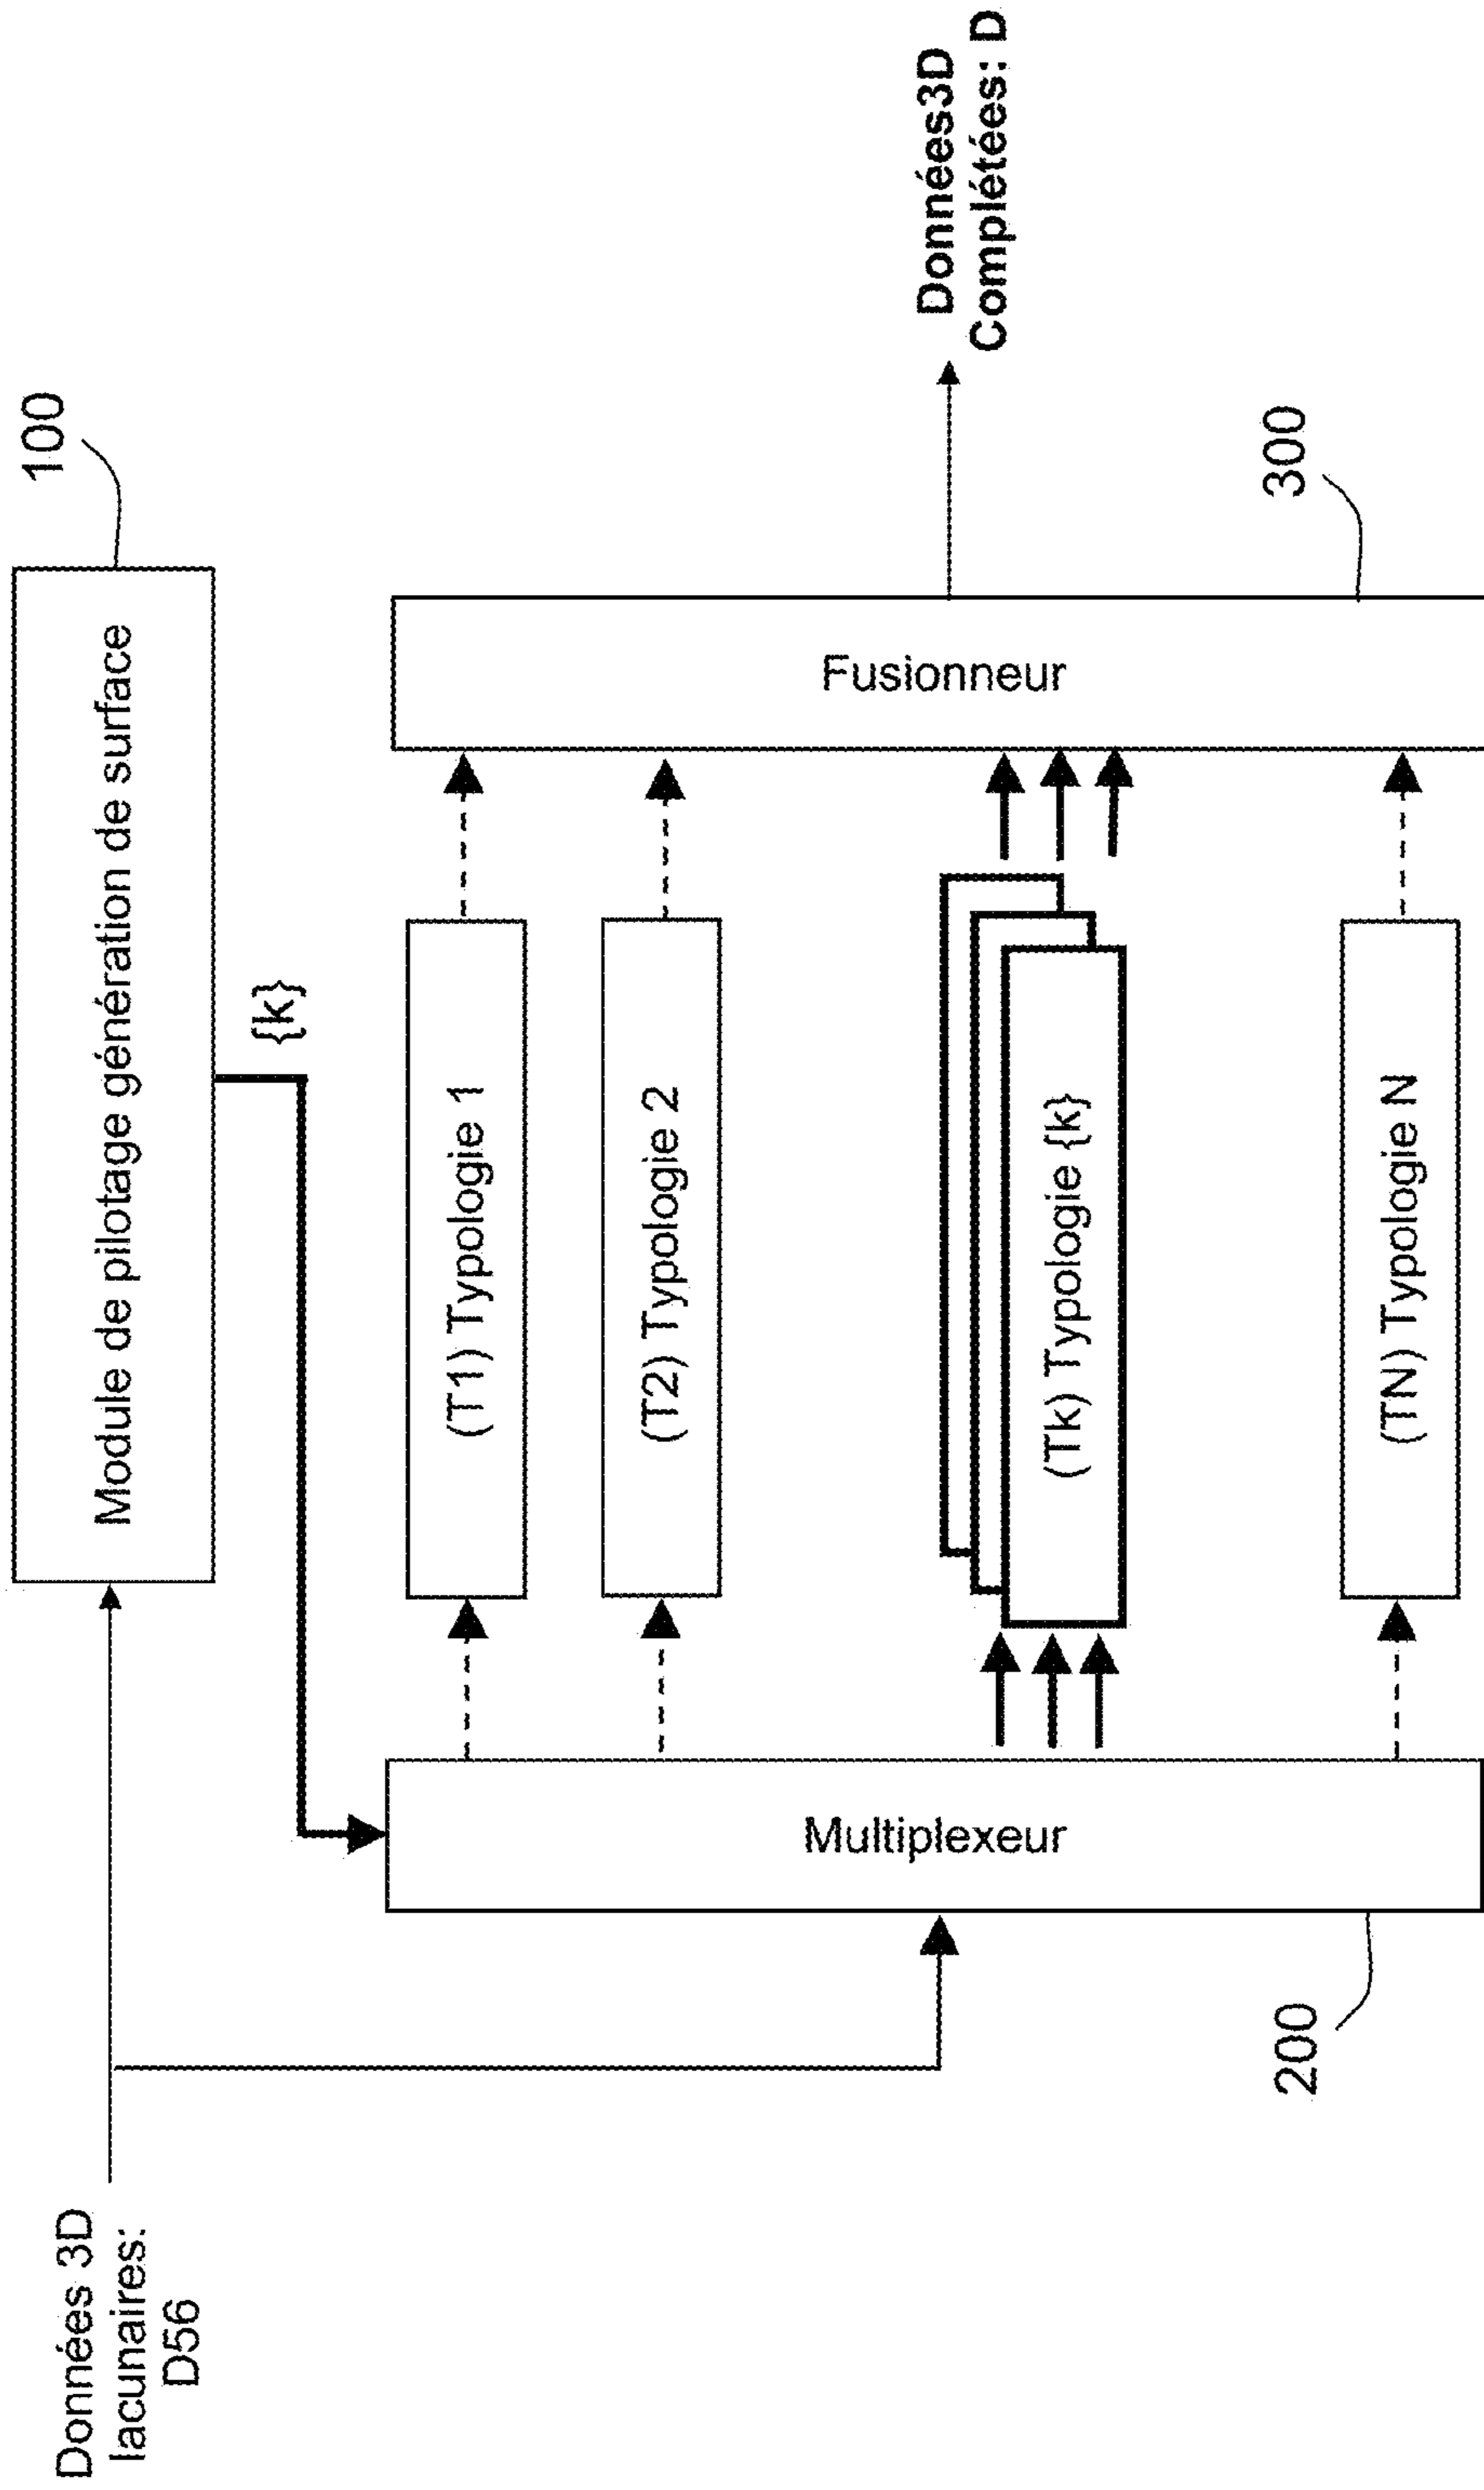 Données 3D
lacunaires:
D56
Module de pilotage génération de surface
100
{k}
Multiplexeur
200
(T1) Typologie 1
(T2) Typologie 2
(Tk) Typologie {k}
(TN) Typologie N
Fusionneur
300
Données3D
Complétées: D